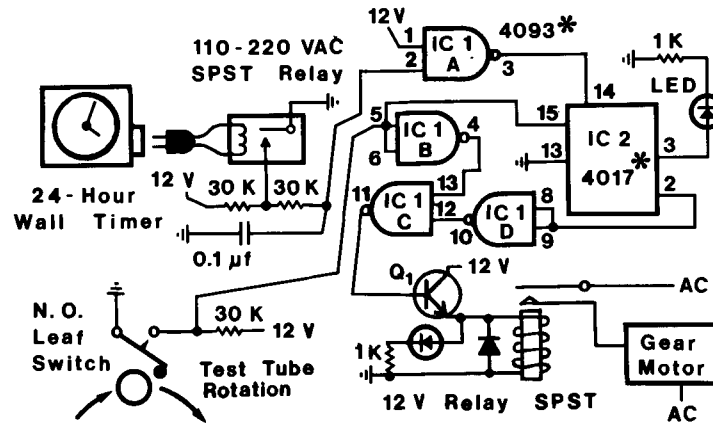 12 V
4093*
110-220 VAC
SPST Relay
1
2
IC 1
A
3
1 K
LED
14
5
6
IC 1
B
4
15
13
IC 2
4017*
3
2
24-Hour
Wall Timer
12 V
30 K
30 K
0.1 µf
11
IC 1
C
13
12
10
IC 1
D
8
9
Q1
12 V
AC
N. O.
Leaf
Switch
30 K
12 V
Test Tube
Rotation
1K
12 V Relay SPST
Gear
Motor
AC